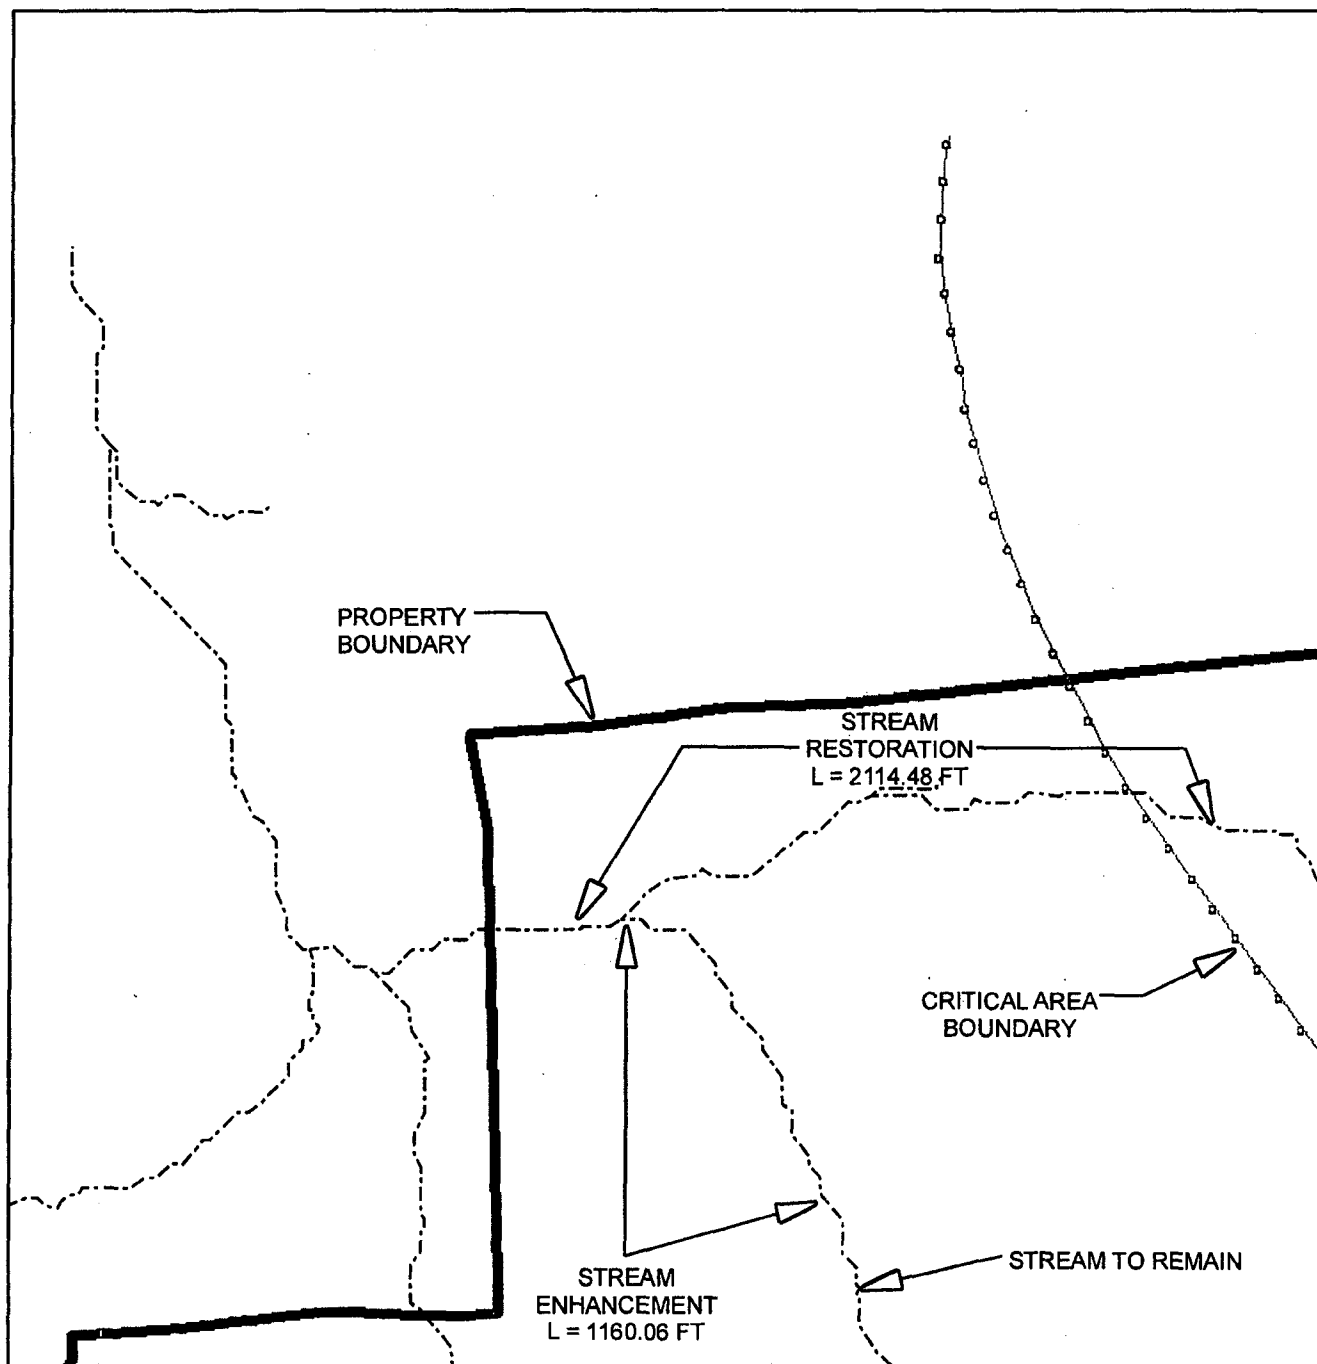 PROPERTY
BOUNDARY
STREAM
RESTORATION
L = 2114.48 FT
CRITICAL AREA
BOUNDARY
STREAM TO REMAIN
STREAM
ENHANCEMENT
L = 1160.06 FT